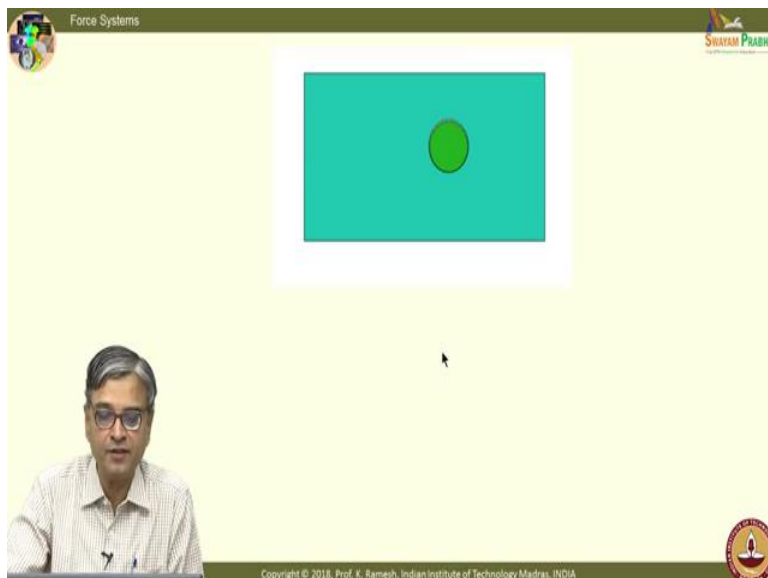 Force Systems
SWAYAM PRABH
Copyright © 2018, Prof. K. Ramesh, Indian Institute of Technology Madras, INDIA